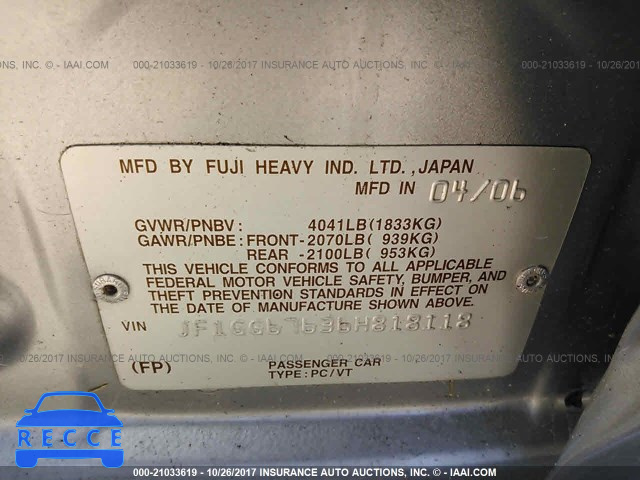 000-21033619 - 10/26/2017 INSURANCE AUTO AUCTIONS, INC. - © IAAI.COM
MFD BY FUJI HEAVY IND. LTD., JAPAN
MFD IN 04/06
GVWR/PNBV : 4041LB(1833KG)
GAWR/PNBE : FRONT-2070LB( 939KG)
REAR -2100LB( 953KG)
THIS VEHICLE CONFORMS TO ALL APPLICABLE
FEDERAL MOTOR VEHICLE SAFETY, BUMPER, AND
THEFT PREVENTION STANDARDS IN EFFECT ON
THE DATE OF MANUFACTURE SHOWN ABOVE.
VIN
(FP)
PASSENGER CAR
TYPE : PC/VT
RECCE
000-21033619 - 10/26/2017 INSURANCE AUTO AUCTIONS, INC. - © IAAI.COM